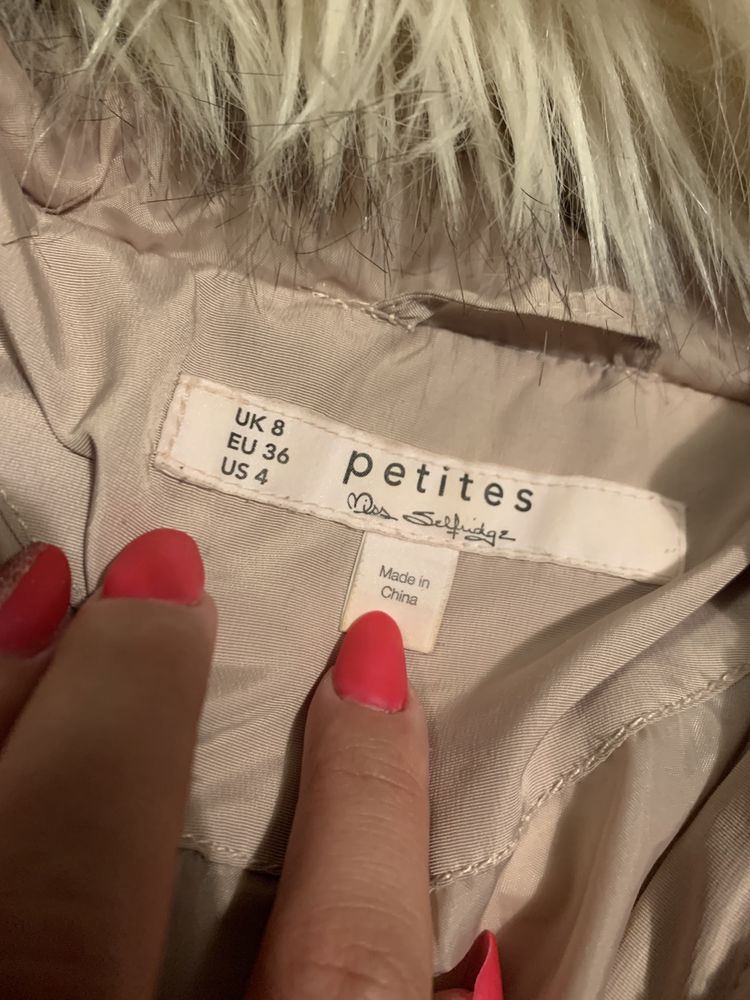 UK 8
EU 36
US 4
petites
Miss Selfridge
Made in
China